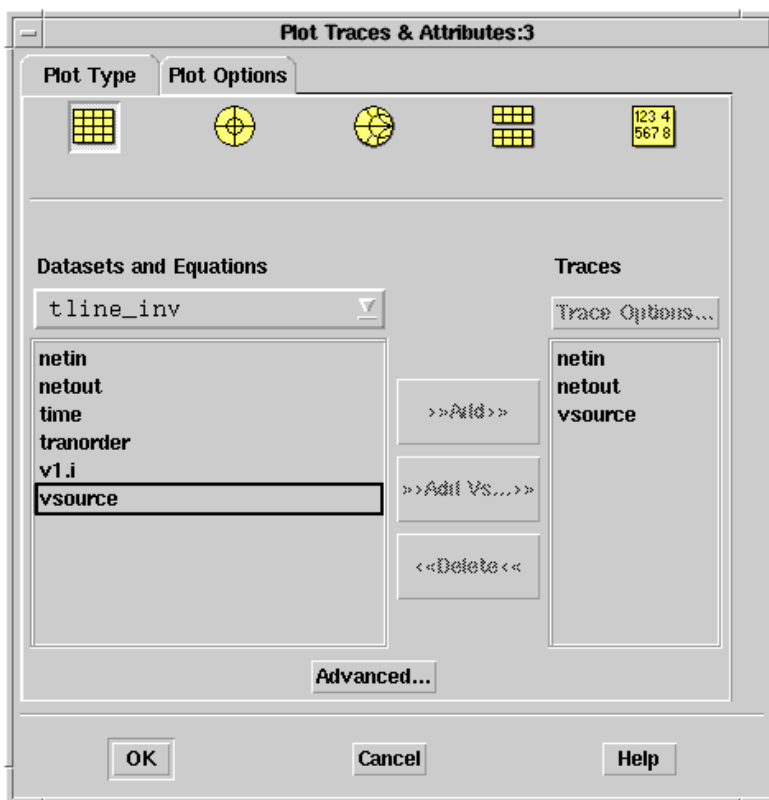 Plot Traces & Attributes:3
Plot Type
Plot Options
123 4
567 8
Datasets and Equations
Traces
tline_inv
Trace Options...
netin
netout
time
tranorder
v1.i
vsource
>>Add>>
>>Add Vs...>>
<<Delete<<
netin
netout
vsource
Advanced...
OK
Cancel
Help